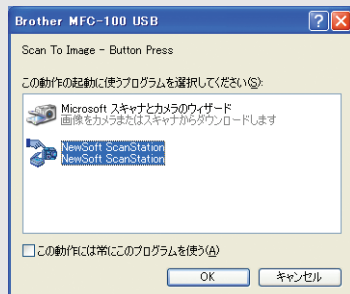 Brother MFC-100 USB
Scan To Image - Button Press
この動作の起動に使うプログラムを選択してください(S):
Microsoft スキャナとカメラのウィザード
画像をカメラまたはスキャナからダウンロードします
NewSoft ScanStation
NewSoft ScanStation
この動作には常にこのプログラムを使う(A)
OK
キャンセル